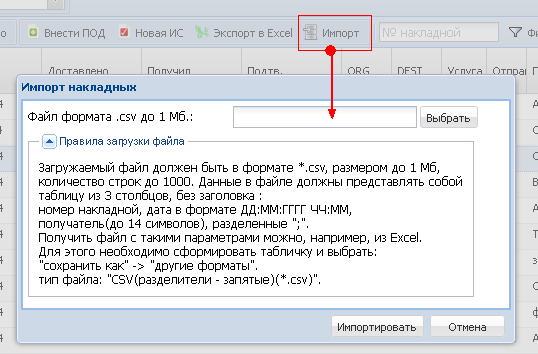 о Внести ПОД Новая ИС Экспорт в Excel Импорт № накладной
Доставлено Получил Подтв. ORG DEST Услуга Отправ
Импорт накладных
Файл формата .csv до 1 Мб.: Выбрать
Правила загрузки файла
Загружаемый файл должен быть в формате *.csv, размером до 1 Мб,
количество строк до 1000. Данные в файле должны представлять собой
таблицу из 3 столбцов, без заголовка :
номер накладной, дата в формате ДД:ММ:ГГГГ ЧЧ:ММ,
получатель(до 14 символов), разделенные ";".
Получить файл с такими параметрами можно, например, из Excel.
Для этого необходимо сформировать табличку и выбрать:
"сохранить как" -> "другие форматы".
тип файла: "CSV(разделители - запятые)(*.csv)".
Импортировать Отмена